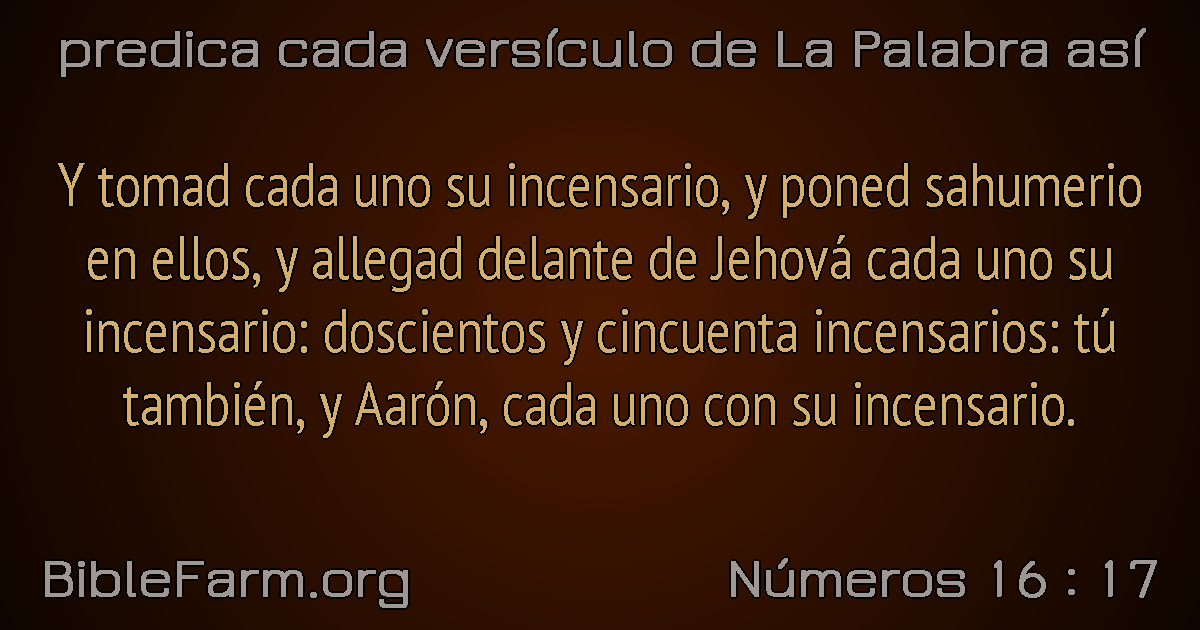 predica cada versículo de La Palabra así
Y tomad cada uno su incensario, y poned sahumerio
en ellos, y allegad delante de Jehová cada uno su
incensario: doscientos y cincuenta incensarios: tú
también, y Aarón, cada uno con su incensario.
BibleFarm.org
Números 16 : 17